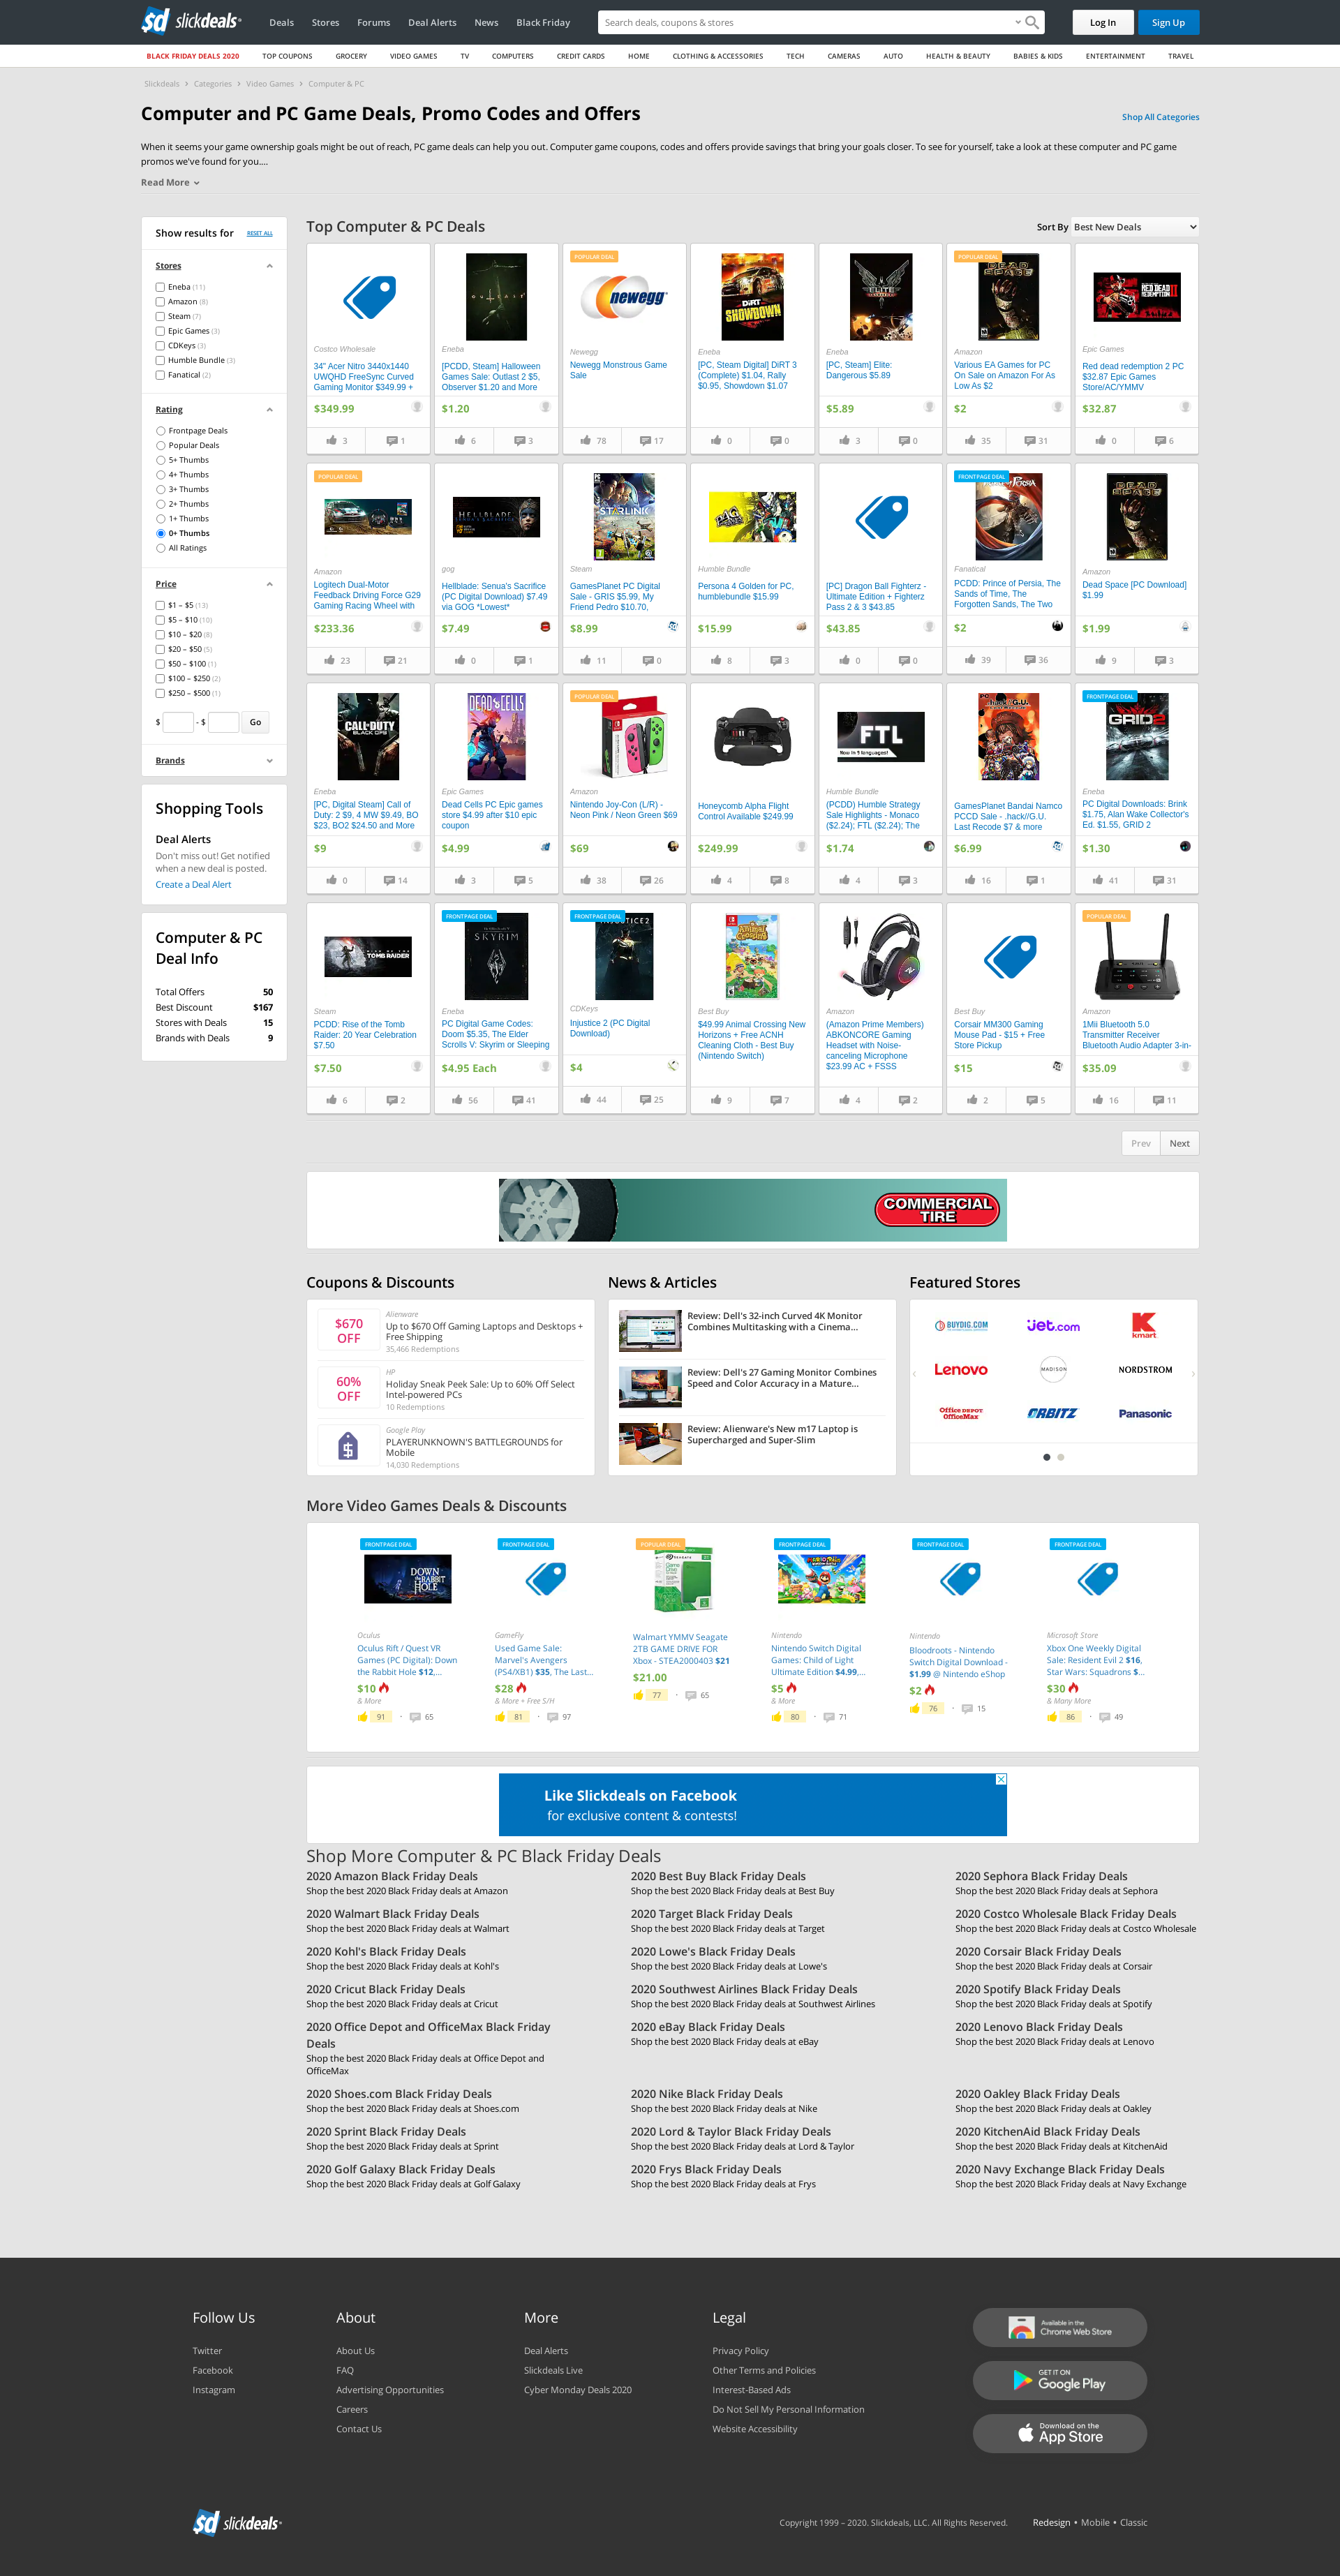 slickdeals
Deals Stores Forums Deal Alerts News Black Friday
Search deals, coupons & stores
Log In
Sign Up
BLACK FRIDAY DEALS 2020 TOP COUPONS GROCERY VIDEO GAMES TV COMPUTERS CREDIT CARDS HOME CLOTHING & ACCESSORIES TECH CAMERAS AUTO HEALTH & BEAUTY BABIES & KIDS ENTERTAINMENT TRAVEL
Slickdeals > Categories > Video Games > Computer & PC
Computer and PC Game Deals, Promo Codes and Offers
Shop All Categories
When it seems your game ownership goals might be out of reach, PC game deals can help you out. Computer game coupons, codes and offers provide savings that bring your goals closer. To see for yourself, take a look at these computer and PC game
promos we've found for you....
Read More
Show results for RESET ALL
Stores
Eneba (11)
Amazon (8)
Steam (7)
Epic Games (3)
CDKeys (3)
Humble Bundle (3)
Fanatical (2)
Rating
Frontpage Deals
Popular Deals
5+ Thumbs
4+ Thumbs
3+ Thumbs
2+ Thumbs
1+ Thumbs
0+ Thumbs
All Ratings
Price
$1 – $5 (13)
$5 – $10 (10)
$10 – $20 (8)
$20 – $50 (5)
$50 – $100 (1)
$100 – $250 (2)
$250 – $500 (1)
$ - $ Go
Brands
Shopping Tools
Deal Alerts
Don't miss out! Get notified
when a new deal is posted.
Create a Deal Alert
Computer & PC
Deal Info
Total Offers 50
Best Discount $167
Stores with Deals 15
Brands with Deals 9
Top Computer & PC Deals
Sort By Best New Deals
Costco Wholesale
34" Acer Nitro 3440x1440
UWQHD FreeSync Curved
Gaming Monitor $349.99 +
$349.99
3 1
OUTLAST
Eneba
[PCDD, Steam] Halloween
Games Sale: Outlast 2 $5,
Observer $1.20 and More
$1.20
6 3
POPULAR DEAL
newegg
Newegg
Newegg Monstrous Game
Sale
78 17
DiRT
SHOWDOWN
Eneba
[PC, Steam Digital] DiRT 3
(Complete) $1.04, Rally
$0.95, Showdown $1.07
0 0
ELITE
Eneba
[PC, Steam] Elite:
Dangerous $5.89
$5.89
3 0
POPULAR DEAL
DEAD SPACE
Amazon
Various EA Games for PC
On Sale on Amazon For As
Low As $2
$2
35 31
RED DEAD
REDEMPTION II
Epic Games
Red dead redemption 2 PC
$32.87 Epic Games
Store/AC/YMMV
$32.87
0 6
POPULAR DEAL
Amazon
Logitech Dual-Motor
Feedback Driving Force G29
Gaming Racing Wheel with
$233.36
23 21
HELLBLADE
gog
Hellblade: Senua's Sacrifice
(PC Digital Download) $7.49
via GOG *Lowest*
$7.49
0 1
STARLINK
Steam
GamesPlanet PC Digital
Sale - GRIS $5.99, My
Friend Pedro $10.70,
$8.99
11 0
P4G
Humble Bundle
Persona 4 Golden for PC,
humblebundle $15.99
$15.99
8 3
[PC] Dragon Ball Fighterz -
Ultimate Edition + Fighterz
Pass 2 & 3 $43.85
$43.85
0 0
FRONTPAGE DEAL
Fanatical
PCDD: Prince of Persia, The
Sands of Time, The
Forgotten Sands, The Two
$2
39 36
DEAD SPACE
Amazon
Dead Space [PC Download]
$1.99
$1.99
9 3
CALL OF DUTY
BLACK OPS
Eneba
[PC, Digital Steam] Call of
Duty: 2 $9, 4 MW $9.49, BO
$23, BO2 $24.50 and More
$9
0 14
DEAD CELLS
Epic Games
Dead Cells PC Epic games
store $4.99 after $10 epic
coupon
$4.99
3 5
POPULAR DEAL
Amazon
Nintendo Joy-Con (L/R) -
Neon Pink / Neon Green $69
$69
38 26
Honeycomb Alpha Flight
Control Available $249.99
$249.99
4 8
FTL
Now in 9 languages!
Humble Bundle
(PCDD) Humble Strategy
Sale Highlights - Monaco
($2.24); FTL ($2.24); The
$1.74
4 3
.hack//G.U.
GamesPlanet Bandai Namco
PCCD Sale - .hack//G.U.
Last Recode $7 & more
$6.99
16 1
FRONTPAGE DEAL
GRID 2
Eneba
PC Digital Downloads: Brink
$1.75, Alan Wake Collector's
Ed. $1.55, GRID 2
$1.30
41 31
RISE OF THE
TOMB RAIDER
Steam
PCDD: Rise of the Tomb
Raider: 20 Year Celebration
$7.50
$7.50
6 2
FRONTPAGE DEAL
SKYRIM
Eneba
PC Digital Game Codes:
Doom $5.35, The Elder
Scrolls V: Skyrim or Sleeping
$4.95 Each
56 41
FRONTPAGE DEAL
INJUSTICE 2
CDKeys
Injustice 2 (PC Digital
Download)
$4
44 25
Animal Crossing
Best Buy
$49.99 Animal Crossing New
Horizons + Free ACNH
Cleaning Cloth - Best Buy
(Nintendo Switch)
9 7
Amazon
(Amazon Prime Members)
ABKONCORE Gaming
Headset with Noise-
canceling Microphone
$23.99 AC + FSSS
4 2
Best Buy
Corsair MM300 Gaming
Mouse Pad - $15 + Free
Store Pickup
$15
2 5
POPULAR DEAL
Amazon
1Mii Bluetooth 5.0
Transmitter Receiver
Bluetooth Audio Adapter 3-in-
$35.09
16 11
Prev Next
COMMERCIAL
TIRE
Coupons & Discounts
$670
OFF
Alienware
Up to $670 Off Gaming Laptops and Desktops +
Free Shipping
35,466 Redemptions
60%
OFF
HP
Holiday Sneak Peek Sale: Up to 60% Off Select
Intel-powered PCs
10 Redemptions
Google Play
PLAYERUNKNOWN'S BATTLEGROUNDS for
Mobile
14,030 Redemptions
News & Articles
Review: Dell's 32-inch Curved 4K Monitor
Combines Multitasking with a Cinema...
Review: Dell's 27 Gaming Monitor Combines
Speed and Color Accuracy in a Mature...
Review: Alienware's New m17 Laptop is
Supercharged and Super-Slim
Featured Stores
BUYDIG.COM jet.com kmart
Lenovo MADISON NORDSTROM
Office DEPOT
OfficeMax
ORBITZ Panasonic
More Video Games Deals & Discounts
FRONTPAGE DEAL
DOWN
THE RABBIT
HOLE
Oculus
Oculus Rift / Quest VR
Games (PC Digital): Down
the Rabbit Hole $12,...
$10
& More
91 65
FRONTPAGE DEAL
GameFly
Used Game Sale:
Marvel's Avengers
(PS4/XB1) $35, The Last...
$28
& More + Free S/H
81 97
POPULAR DEAL
Walmart YMMV Seagate
2TB GAME DRIVE FOR
Xbox - STEA2000403 $21
$21.00
77 65
FRONTPAGE DEAL
Nintendo
Nintendo Switch Digital
Games: Child of Light
Ultimate Edition $4.99,...
$5
& More
80 71
FRONTPAGE DEAL
Nintendo
Bloodroots - Nintendo
Switch Digital Download -
$1.99 @ Nintendo eShop
$2
76 15
FRONTPAGE DEAL
Microsoft Store
Xbox One Weekly Digital
Sale: Resident Evil 2 $16,
Star Wars: Squadrons $...
$30
& Many More
86 49
Like Slickdeals on Facebook
for exclusive content & contests!
Shop More Computer & PC Black Friday Deals
2020 Amazon Black Friday Deals
Shop the best 2020 Black Friday deals at Amazon
2020 Best Buy Black Friday Deals
Shop the best 2020 Black Friday deals at Best Buy
2020 Sephora Black Friday Deals
Shop the best 2020 Black Friday deals at Sephora
2020 Walmart Black Friday Deals
Shop the best 2020 Black Friday deals at Walmart
2020 Target Black Friday Deals
Shop the best 2020 Black Friday deals at Target
2020 Costco Wholesale Black Friday Deals
Shop the best 2020 Black Friday deals at Costco Wholesale
2020 Kohl's Black Friday Deals
Shop the best 2020 Black Friday deals at Kohl's
2020 Lowe's Black Friday Deals
Shop the best 2020 Black Friday deals at Lowe's
2020 Corsair Black Friday Deals
Shop the best 2020 Black Friday deals at Corsair
2020 Cricut Black Friday Deals
Shop the best 2020 Black Friday deals at Cricut
2020 Southwest Airlines Black Friday Deals
Shop the best 2020 Black Friday deals at Southwest Airlines
2020 Spotify Black Friday Deals
Shop the best 2020 Black Friday deals at Spotify
2020 Office Depot and OfficeMax Black Friday
Deals
Shop the best 2020 Black Friday deals at Office Depot and
OfficeMax
2020 eBay Black Friday Deals
Shop the best 2020 Black Friday deals at eBay
2020 Lenovo Black Friday Deals
Shop the best 2020 Black Friday deals at Lenovo
2020 Shoes.com Black Friday Deals
Shop the best 2020 Black Friday deals at Shoes.com
2020 Nike Black Friday Deals
Shop the best 2020 Black Friday deals at Nike
2020 Oakley Black Friday Deals
Shop the best 2020 Black Friday deals at Oakley
2020 Sprint Black Friday Deals
Shop the best 2020 Black Friday deals at Sprint
2020 Lord & Taylor Black Friday Deals
Shop the best 2020 Black Friday deals at Lord & Taylor
2020 KitchenAid Black Friday Deals
Shop the best 2020 Black Friday deals at KitchenAid
2020 Golf Galaxy Black Friday Deals
Shop the best 2020 Black Friday deals at Golf Galaxy
2020 Frys Black Friday Deals
Shop the best 2020 Black Friday deals at Frys
2020 Navy Exchange Black Friday Deals
Shop the best 2020 Black Friday deals at Navy Exchange
Follow Us
Twitter
Facebook
Instagram
About
About Us
FAQ
Advertising Opportunities
Careers
Contact Us
More
Deal Alerts
Slickdeals Live
Cyber Monday Deals 2020
Legal
Privacy Policy
Other Terms and Policies
Interest-Based Ads
Do Not Sell My Personal Information
Website Accessibility
Available in the
Chrome Web Store
GET IT ON
Google Play
Download on the
App Store
slickdeals
Copyright 1999 – 2020. Slickdeals, LLC. All Rights Reserved.
Redesign • Mobile • Classic